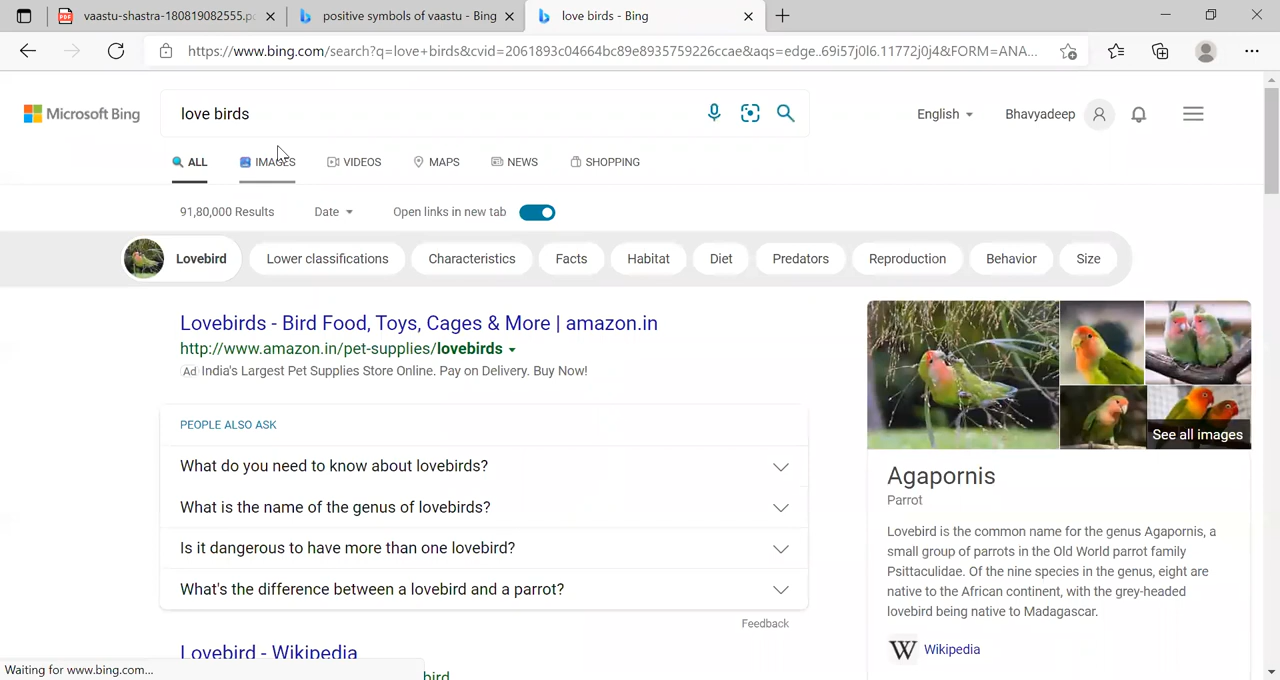 vaastu-shastra-180819082555.pd
positive symbols of vaastu - Bing
love birds - Bing
https://www.bing.com/search?q=love+birds&cvid=2061893c04664bc89e8935759226ccae&aqs=edge..69i57j0l6.11772j0j4&FORM=ANA...
Microsoft Bing
love birds
English
Bhavyadeep
ALL
IMAGES
VIDEOS
MAPS
NEWS
SHOPPING
91,80,000 Results
Date
Open links in new tab
Lovebird
Lower classifications
Characteristics
Facts
Habitat
Diet
Predators
Reproduction
Behavior
Size
Lovebirds - Bird Food, Toys, Cages & More | amazon.in
http://www.amazon.in/pet-supplies/lovebirds
Ad India's Largest Pet Supplies Store Online. Pay on Delivery. Buy Now!
PEOPLE ALSO ASK
What do you need to know about lovebirds?
What is the name of the genus of lovebirds?
Is it dangerous to have more than one lovebird?
What's the difference between a lovebird and a parrot?
Feedback
Lovebird - Wikipedia
bird
See all images
Agapornis
Parrot
Lovebird is the common name for the genus Agapornis, a
small group of parrots in the Old World parrot family
Psittaculidae. Of the nine species in the genus, eight are
native to the African continent, with the grey-headed
lovebird being native to Madagascar.
W Wikipedia
Waiting for www.bing.com...